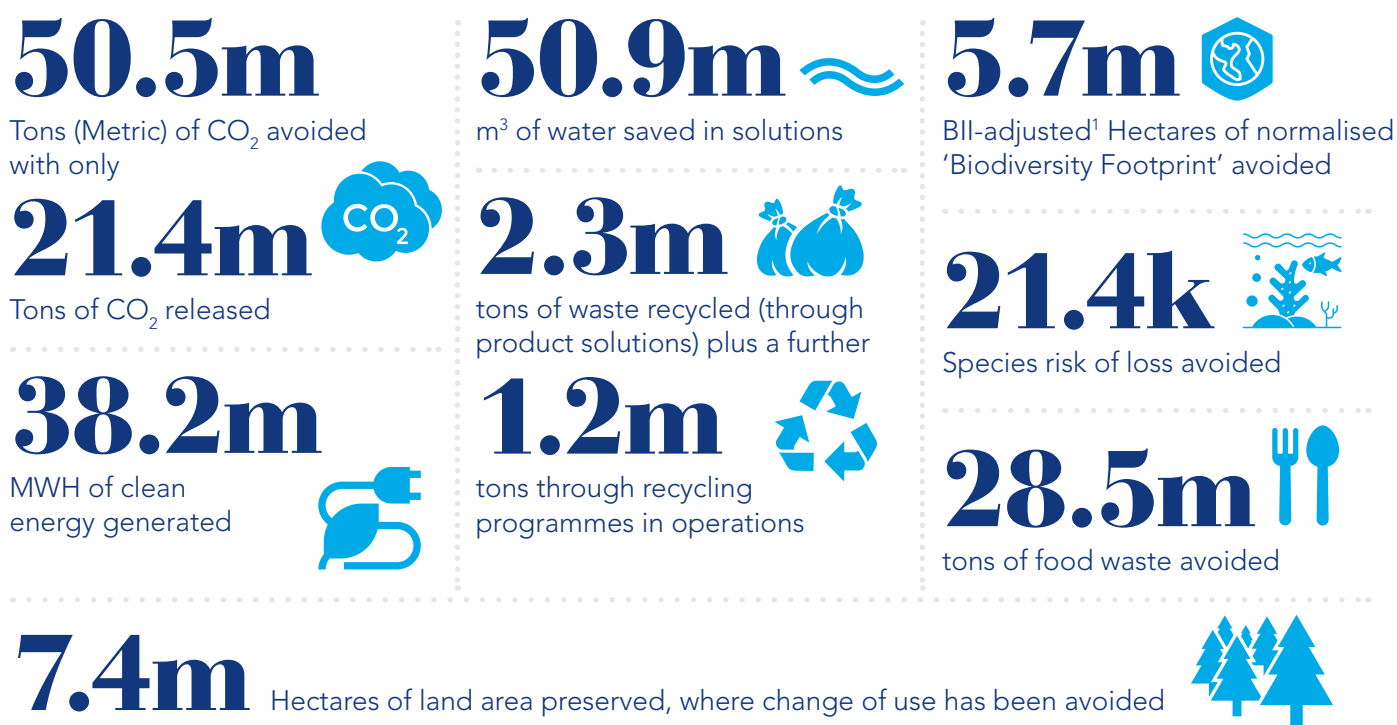 50.5m
Tons (Metric) of CO₂ avoided
with only
21.4m
CO₂
Tons of CO₂ released
38.2m
MWH of clean
energy generated
50.9m
m³ of water saved in solutions
2.3m
tons of waste recycled (through
product solutions) plus a further
1.2m
tons through recycling
programmes in operations
5.7m
BII-adjusted¹ Hectares of normalised
‘Biodiversity Footprint’ avoided
21.4k
Species risk of loss avoided
28.5m
tons of food waste avoided
7.4m
Hectares of land area preserved, where change of use has been avoided